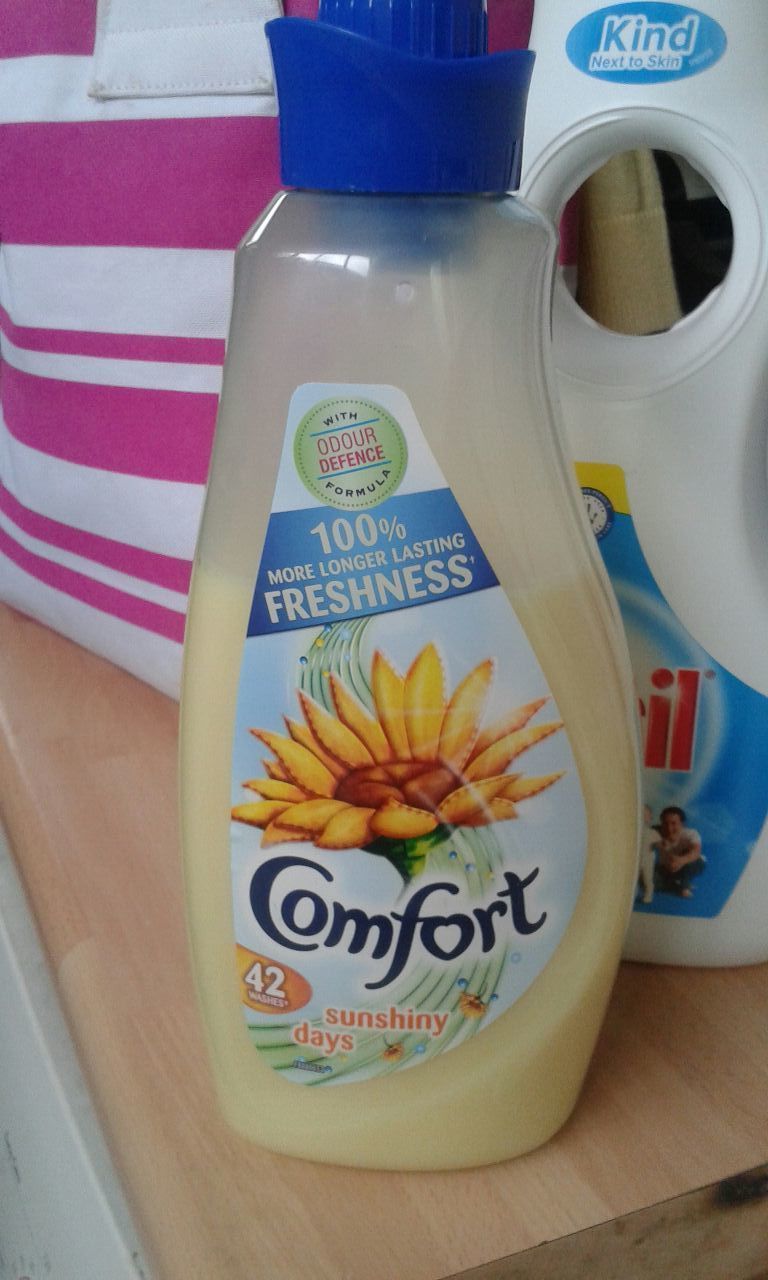 Kind
Next to Skin
WITH
ODOUR
DEFENCE
FORMULA
100%
MORE LONGER LASTING
FRESHNESS†
il
Comfort
42
WASHES*
sunshiny
days